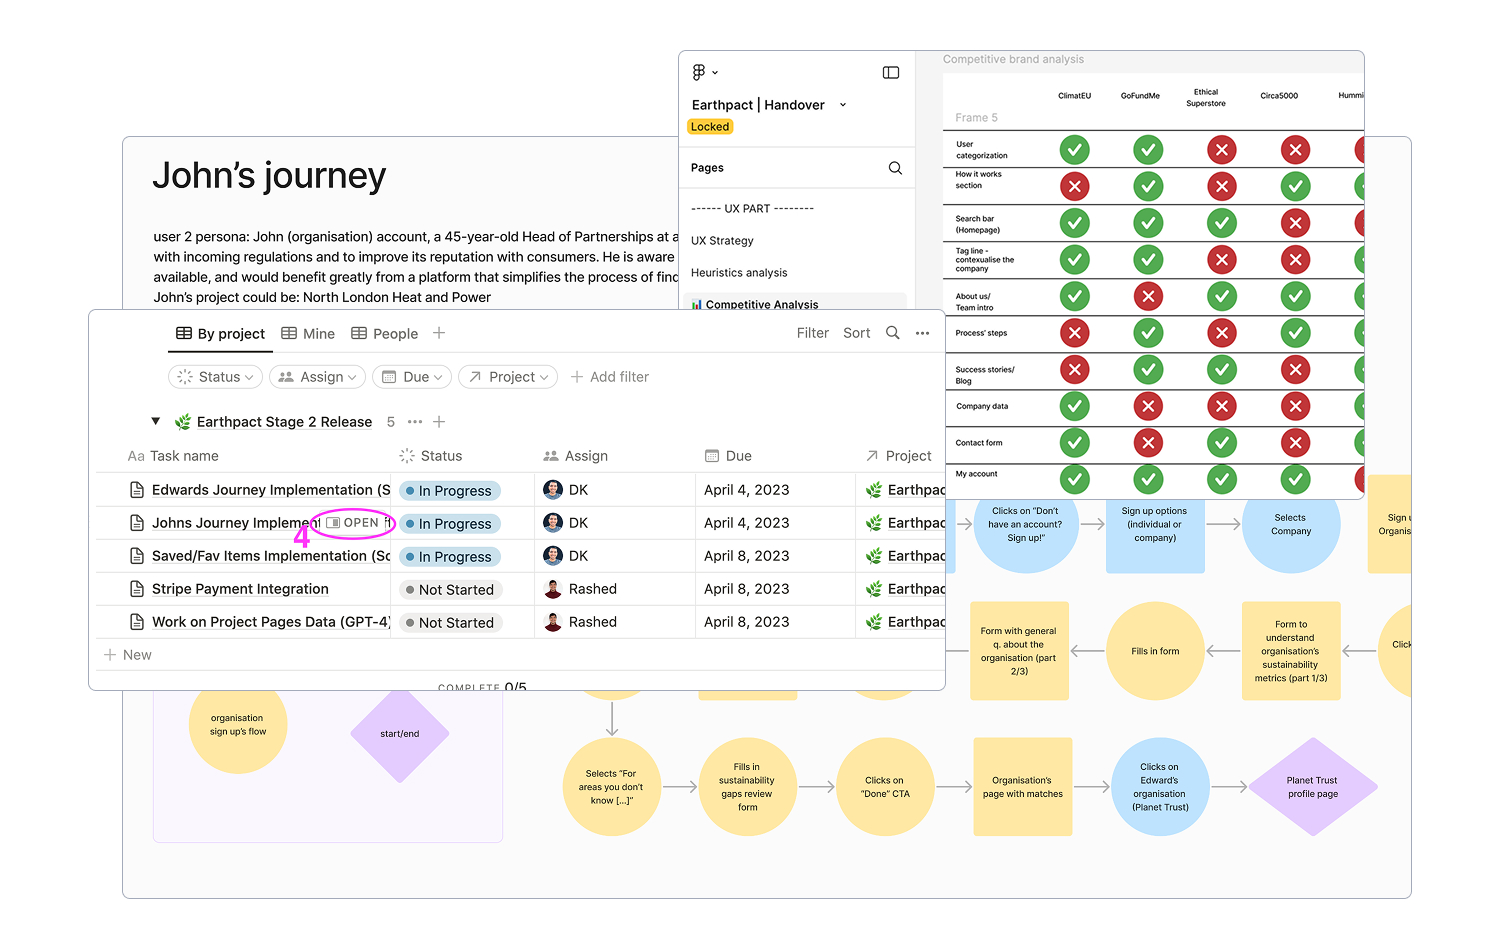 Competitive brand analysis
Earthpact | Handover
Locked
Pages
------ UX PART --------
UX Strategy
Heuristics analysis
Competitive Analysis
Frame 5
ClimatEU
GoFundMe
Ethical
Superstore
Circa5000
Hummi
User
categorization
How it works
section
Search bar
(Homepage)
Tag line -
contexualise the
company
About us/
Team intro
Process' steps
Success stories/
Blog
Company data
Contact form
My account
John's journey
user 2 persona: John (organisation) account, a 45-year-old Head of Partnerships at a
with incoming regulations and to improve its reputation with consumers. He is aware
available, and would benefit greatly from a platform that simplifies the process of find
John's project could be: North London Heat and Power
By project Mine People
Filter Sort
Status Assign Due Project Add filter
Earthpact Stage 2 Release 5
Aa Task name Status Assign Due Project
Edwards Journey Implementation (S In Progress DK April 4, 2023 Earthpac
Johns Journey Implement OPEN In Progress DK April 4, 2023 Earthpac
4
Saved/Fav Items Implementation (Sc In Progress DK April 8, 2023 Earthpac
Stripe Payment Integration Not Started Rashed April 8, 2023 Earthpac
Work on Project Pages Data (GPT-4) Not Started Rashed April 8, 2023 Earthpac
New
COMPLETE 0/5
Clicks on "Don't
have an account?
Sign up!"
Sign up options
(individual or
company)
Selects
Company
Sign u
Organis
Form with general
q. about the
organisation (part
2/3)
Fills in form
Form to
understand
organisation's
sustainability
metrics (part 1/3)
Click
organisation
sign up's flow
start/end
Selects "For
areas you don't
know [...]"
Fills in
sustainability
gaps review
form
Clicks on
"Done" CTA
Organisation's
page with matches
Clicks on
Edward's
organisation
(Planet Trust)
Planet Trust
profile page